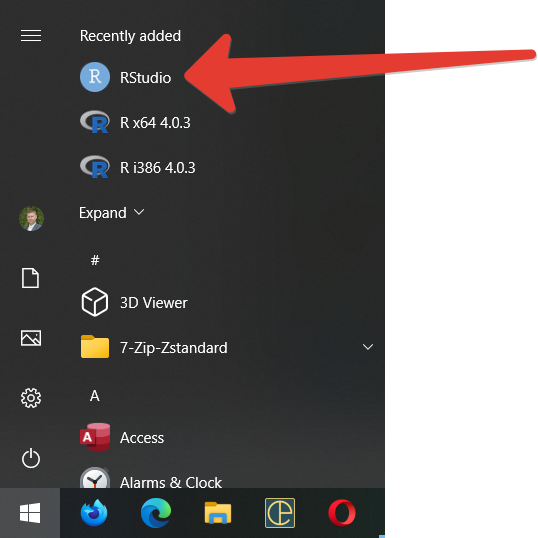 Recently added
RStudio
R x64 4.0.3
R i386 4.0.3
Expand
#
3D Viewer
7-Zip-Zstandard
A
Access
Alarms & Clock